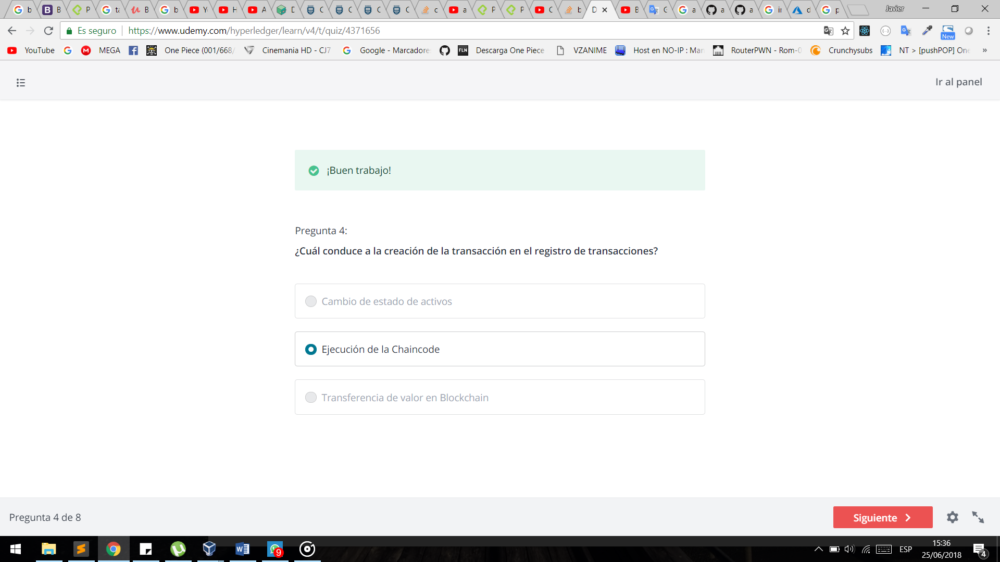 Javier
Es seguro
https://www.udemy.com/hyperledger/learn/v4/t/quiz/4371656
New
YouTube
MEGA
One Piece (001/668/
Cinemania HD - CJ7
Google - Marcadore
FLN
Descarga One Piece
VZANIME
Host en NO-IP : Man
RouterPWN - Rom-0
Crunchysubs
NT > [pushPOP] One
»
Ir al panel
¡Buen trabajo!
Pregunta 4:
¿Cuál conduce a la creación de la transacción en el registro de transacciones?
Cambio de estado de activos
Ejecución de la Chaincode
Transferencia de valor en Blockchain
Pregunta 4 de 8
Siguiente
9
ESP
15:36
25/06/2018
4